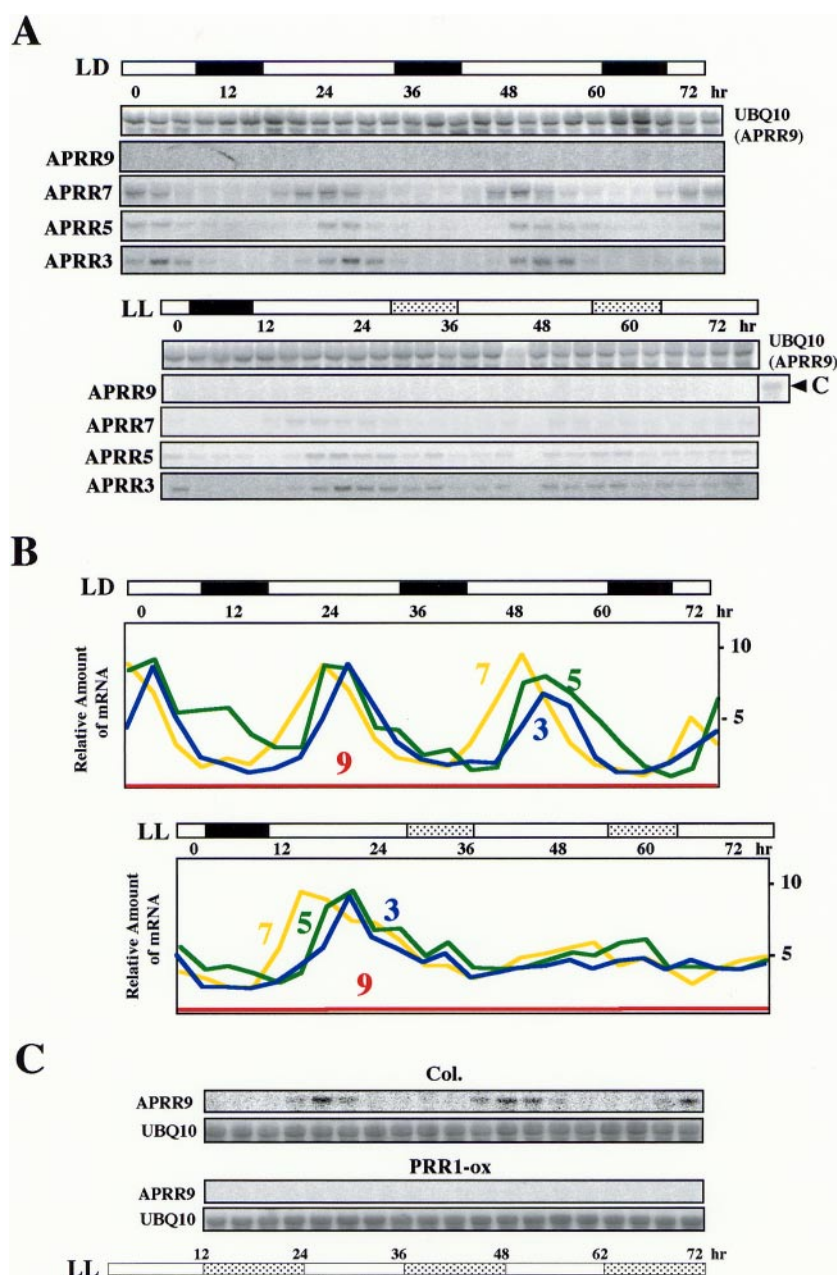 A
LD
0 12 24 36 48 60 72 hr
UBQ10
(APRR9)
APRR9
APRR7
APRR5
APRR3
LL
0 12 24 36 48 60 72 hr
UBQ10
(APRR9)
APRR9
C
APRR7
APRR5
APRR3
B
LD
0 12 24 36 48 60 72 hr
Relative Amount
of mRNA
10
5
7
5
3
9
LL
0 12 24 36 48 60 72 hr
Relative Amount
of mRNA
10
5
7
5
3
9
C
Col.
APRR9
UBQ10
PRR1-ox
APRR9
UBQ10
12 24 36 48 62 72 hr
LL